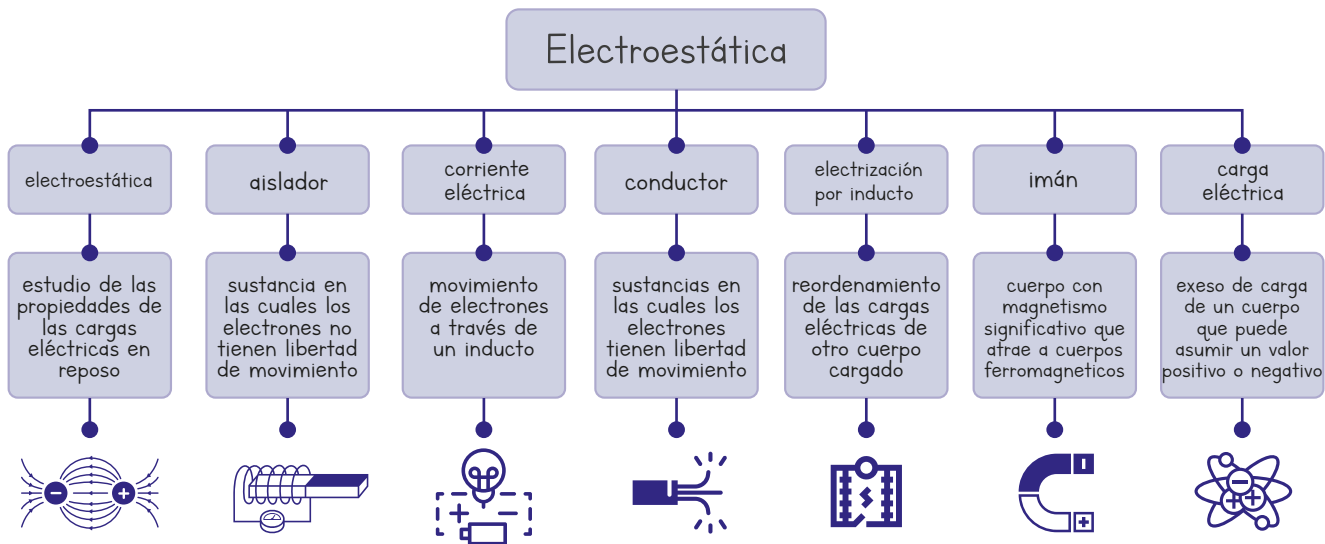 Electroestática
electroestática
aislador
corriente
eléctrica
conductor
electrización
por inducto
imán
carga
eléctrica
estudio de las
propiedades de
las cargas
eléctricas en
reposo
sustancia en
las cuales los
electrones no
tienen libertad
de movimiento
movimiento
de electrones
a través de
un inducto
sustancias en
las cuales los
electrones
tienen libertad
de movimiento
reordenamiento
de las cargas
eléctricas de
otro cuerpo
cargado
cuerpo con
magnetismo
significativo que
atrae a cuerpos
ferromagneticos
exeso de carga
de un cuerpo
que puede
asumir un valor
positivo o negativo